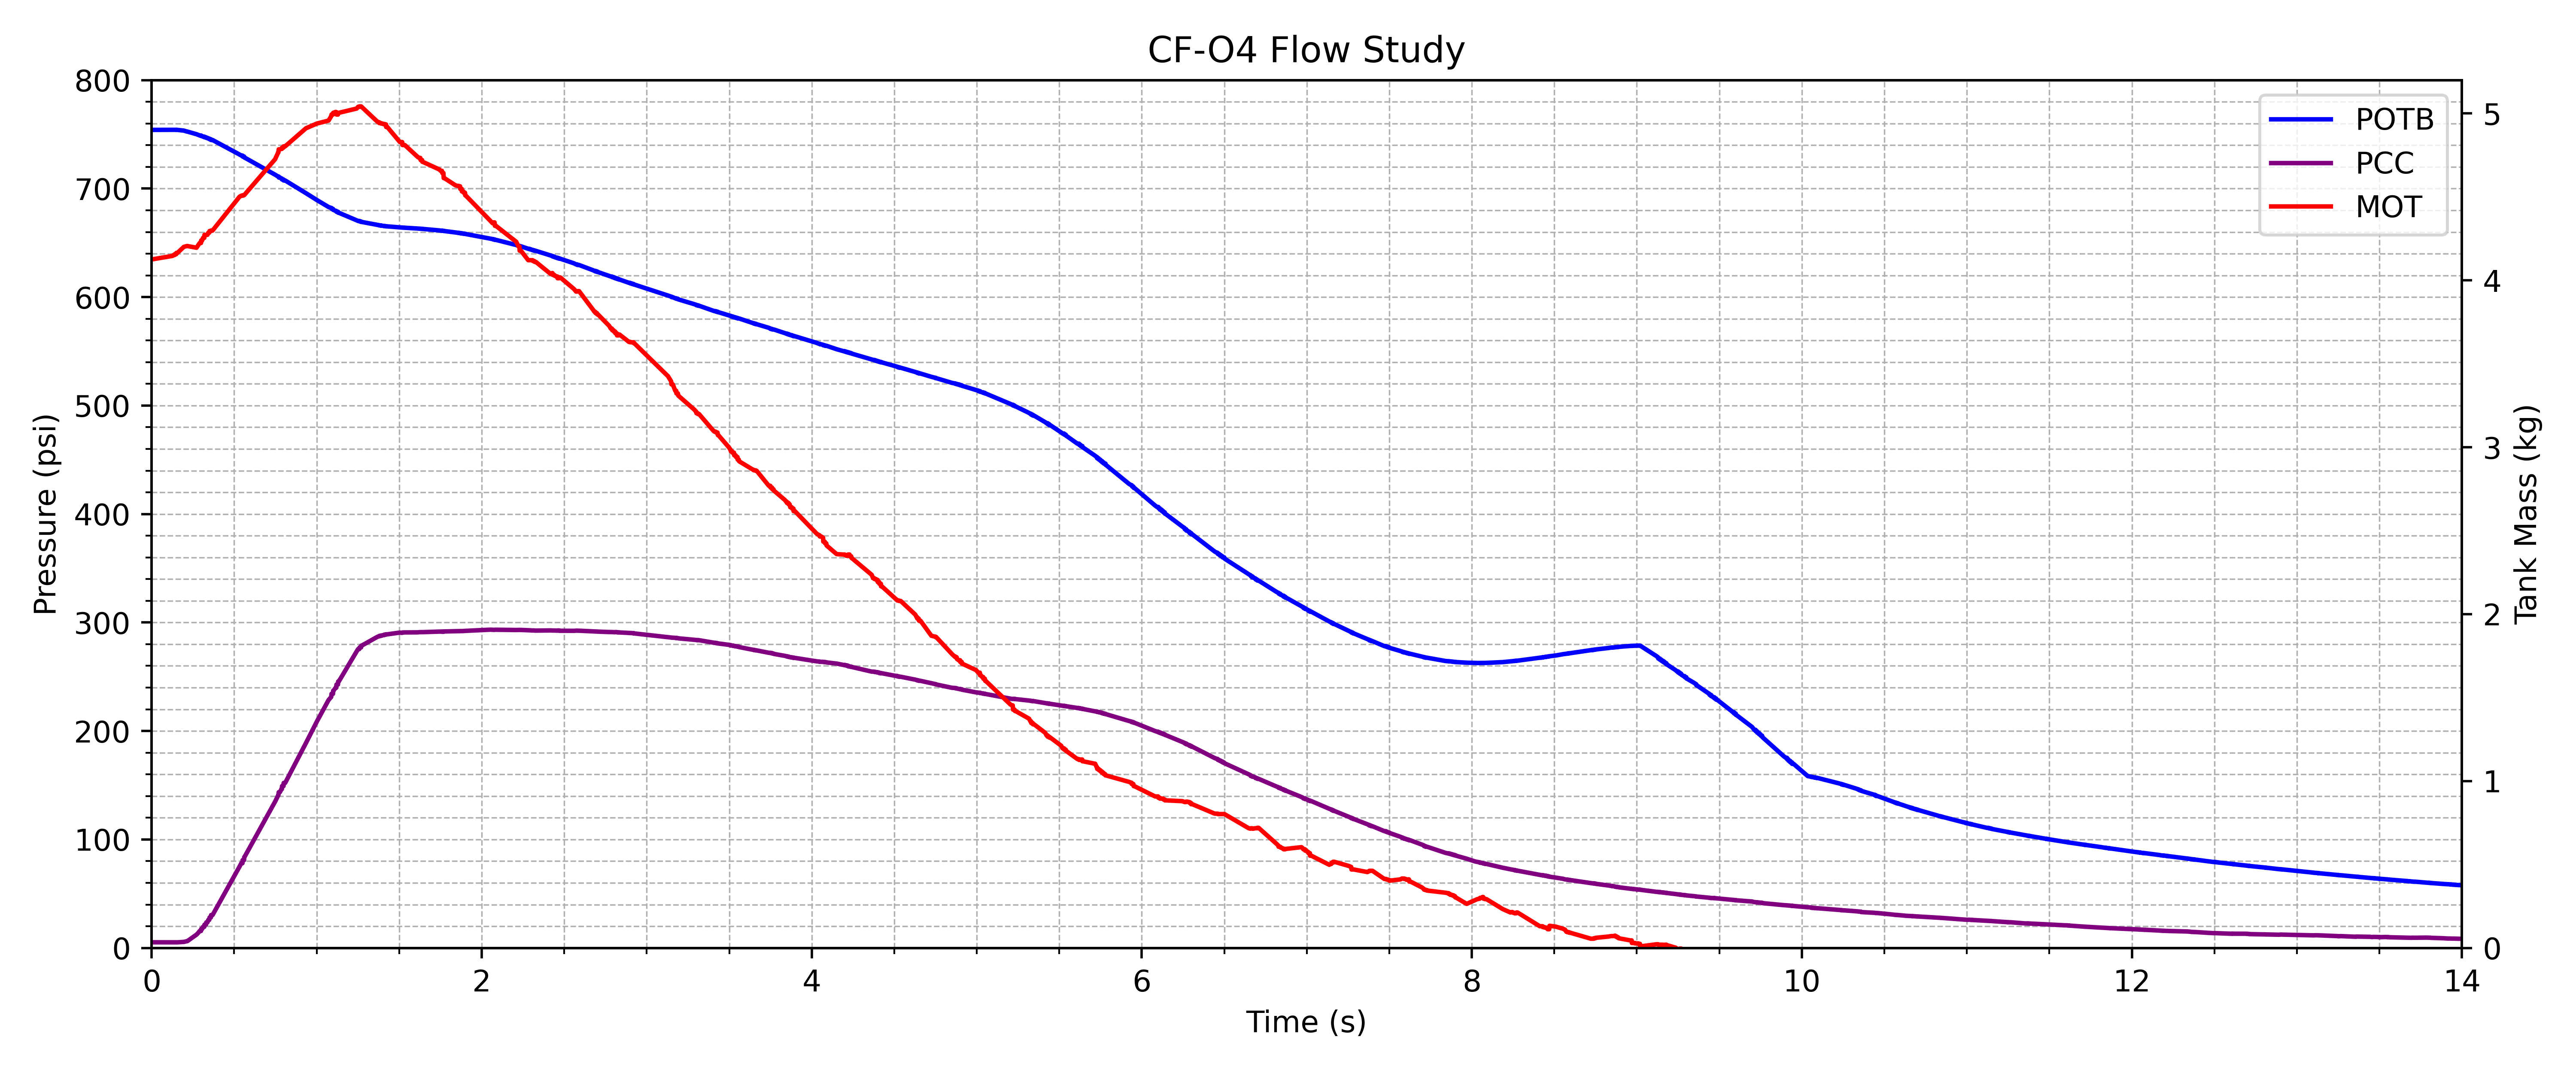 CF-O4 Flow Study
800
700
600
500
400
300
200
100
0
Pressure (psi)
5
4
3
2
1
0
Tank Mass (kg)
POTB
PCC
MOT
0 2 4 6 8 10 12 14
Time (s)